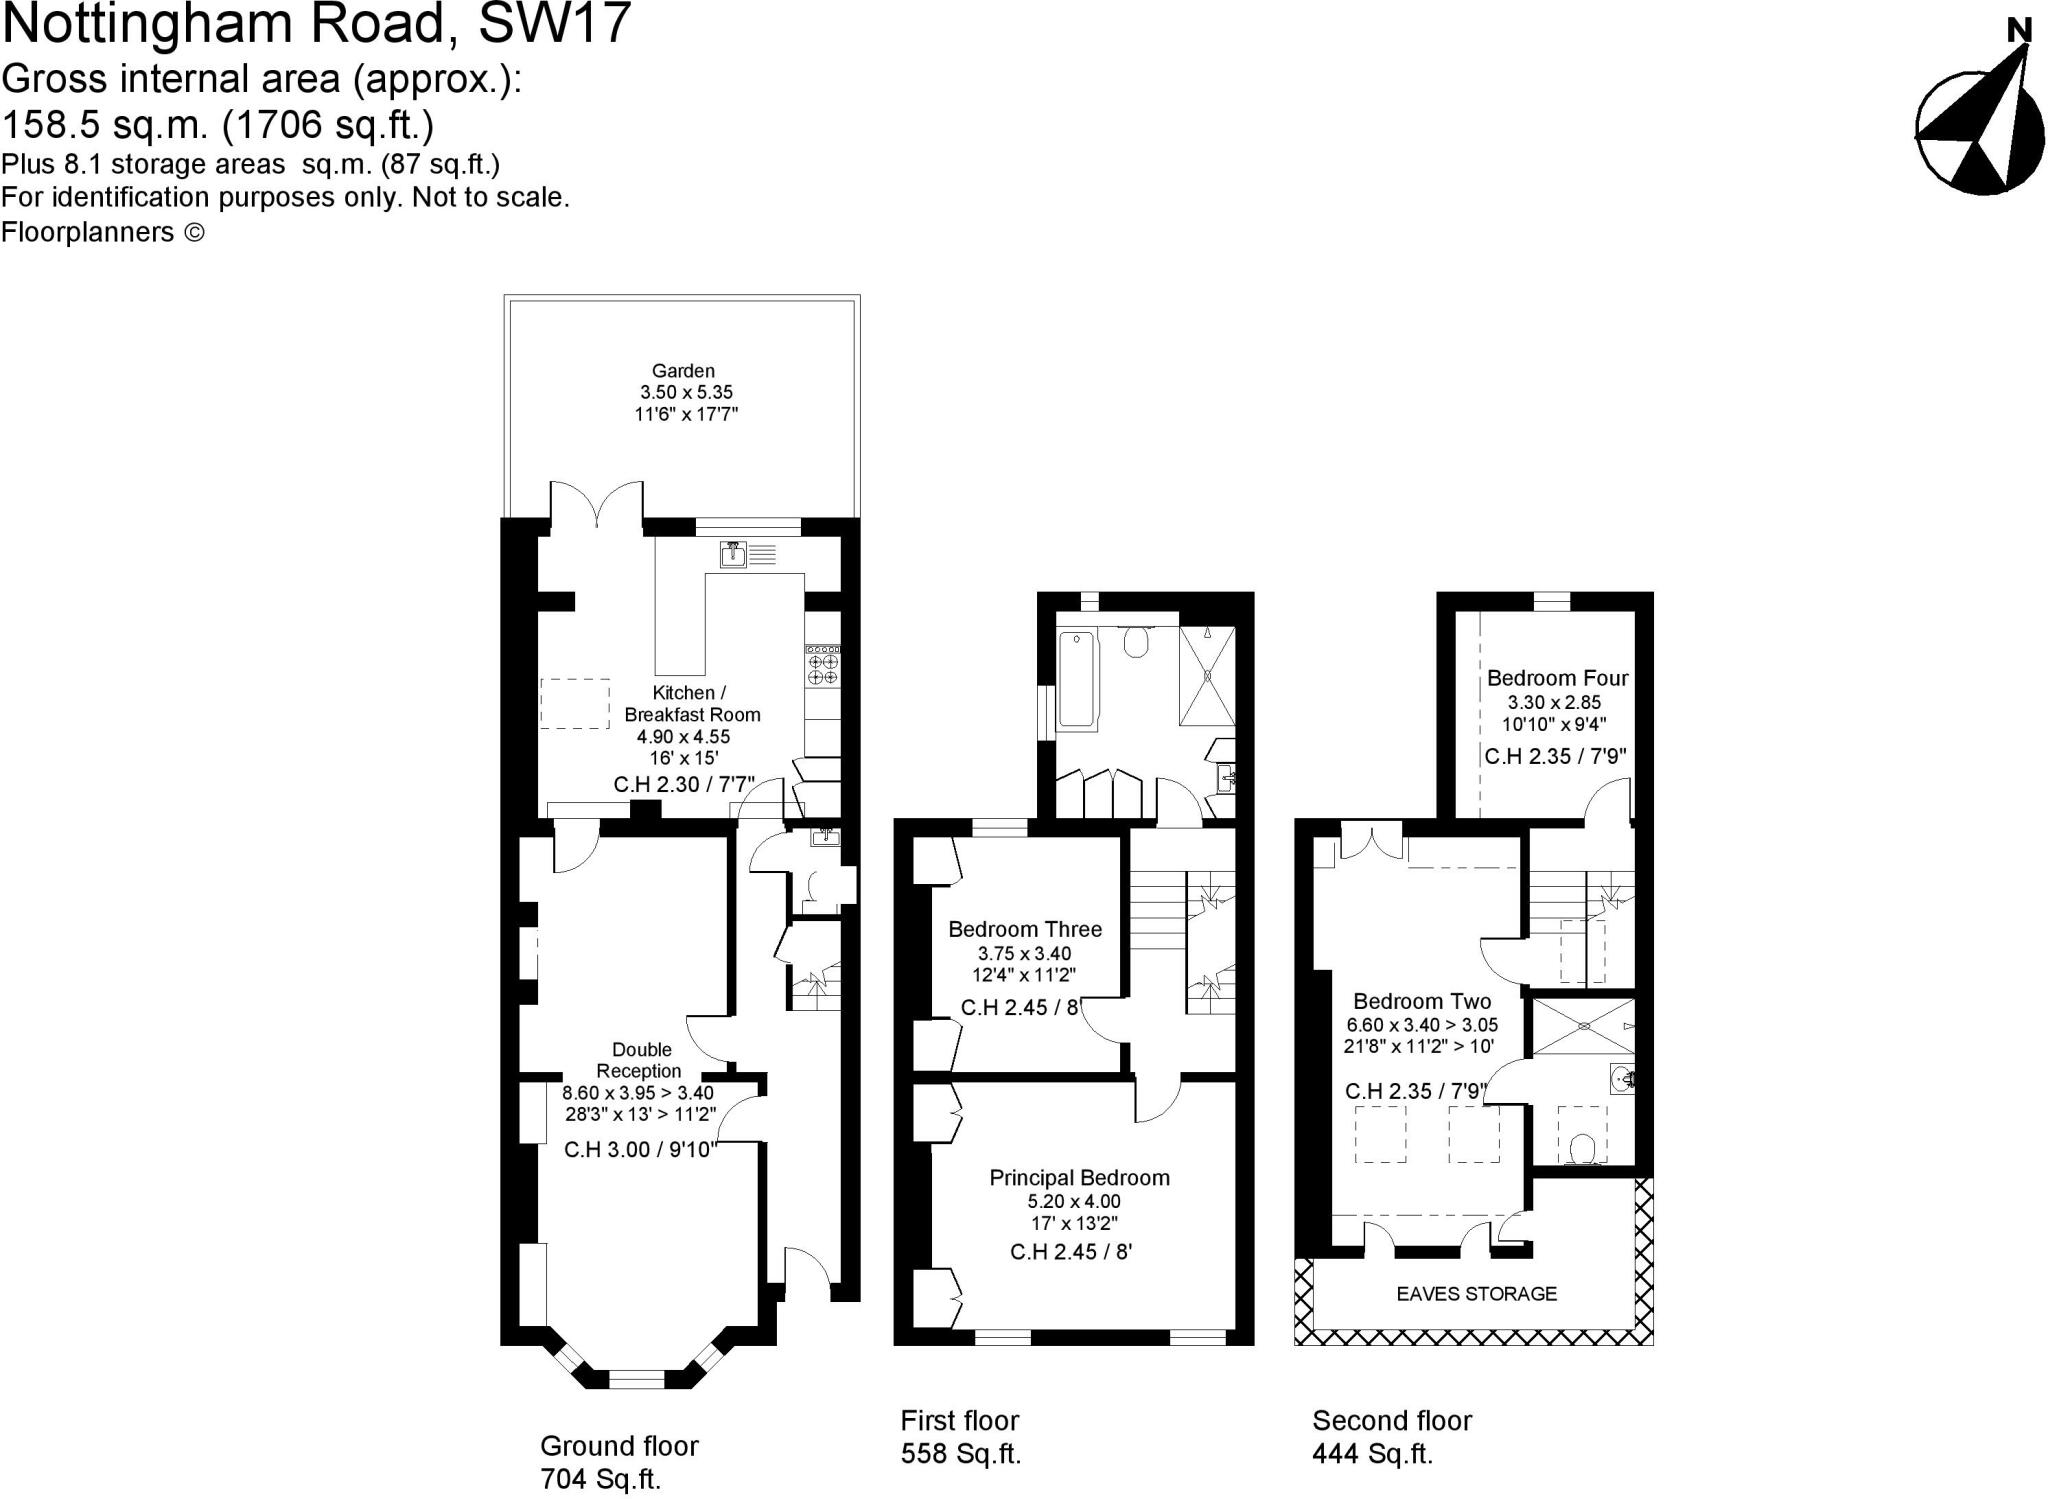 Nottingham Road, SW17
Gross internal area (approx.):
158.5 sq.m. (1706 sq.ft.)
Plus 8.1 storage areas  sq.m. (87 sq.ft.)
For identification purposes only. Not to scale.
Floorplanners ©
N
Garden
3.50 x 5.35
11'6" x 17'7"
Kitchen /
Breakfast Room
4.90 x 4.55
16' x 15'
C.H 2.30 / 7'7"
Double
Reception
8.60 x 3.95 > 3.40
28'3" x 13' > 11'2"
C.H 3.00 / 9'10"
Ground floor
704 Sq.ft.
Bedroom Three
3.75 x 3.40
12'4" x 11'2"
C.H 2.45 / 8'
Principal Bedroom
5.20 x 4.00
17' x 13'2"
C.H 2.45 / 8'
First floor
558 Sq.ft.
Bedroom Four
3.30 x 2.85
10'10" x 9'4"
C.H 2.35 / 7'9"
Bedroom Two
6.60 x 3.40 > 3.05
21'8" x 11'2" > 10'
C.H 2.35 / 7'9"
EAVES STORAGE
Second floor
444 Sq.ft.